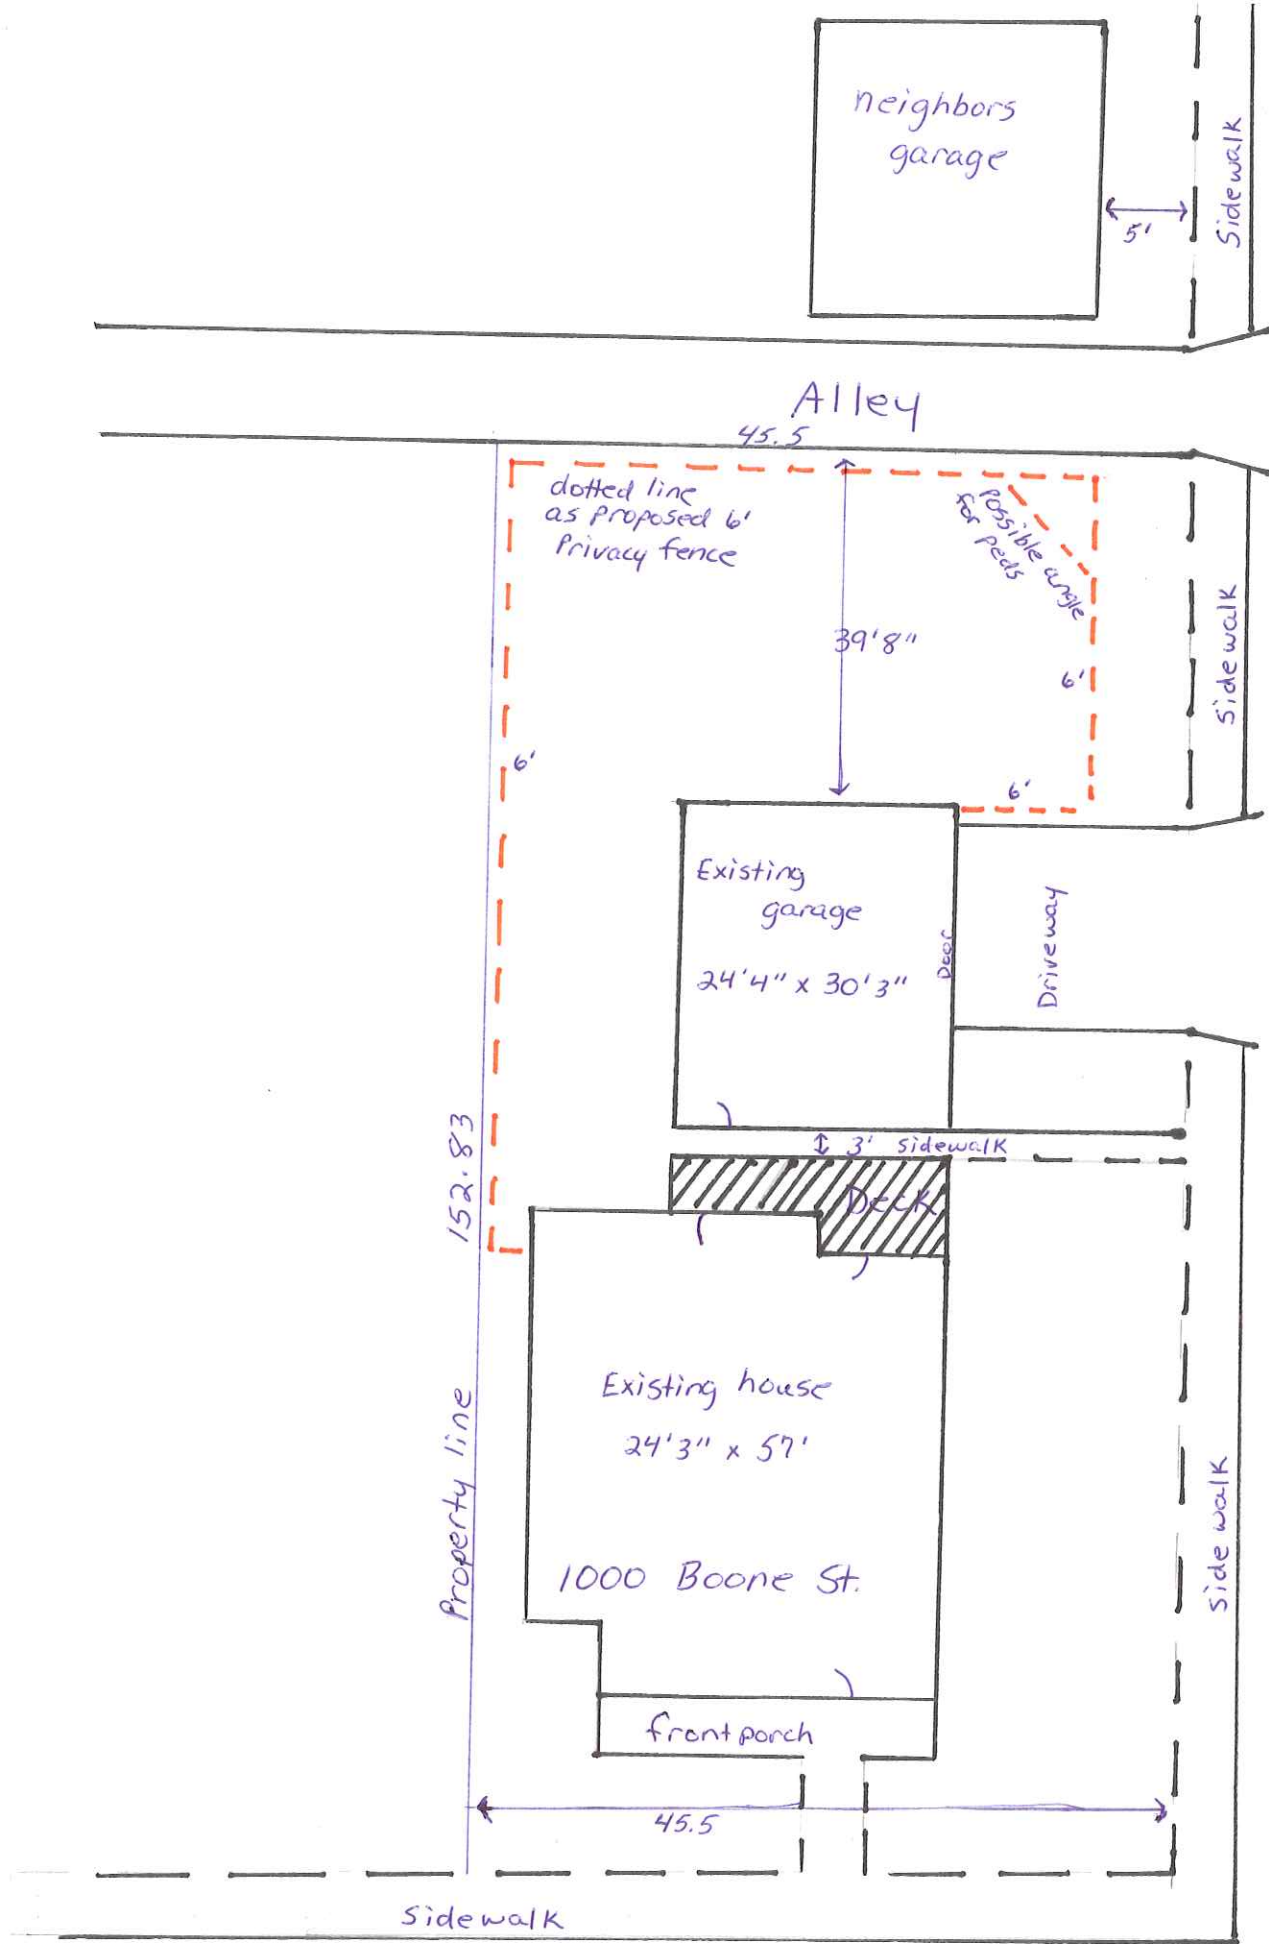 neighbors
garage
Sidewalk
5'
Alley
45.5
dotted line
as proposed 6'
Privacy fence
possible angle
for peds
39'8"
6'
Sidewalk
6'
6'
Existing
garage
24'4" x 30'3"
Door
Driveway
3' sidewalk
Deck
152.83
Property line
Existing house
24'3" x 57'
1000 Boone St.
Sidewalk
front porch
45.5
Sidewalk